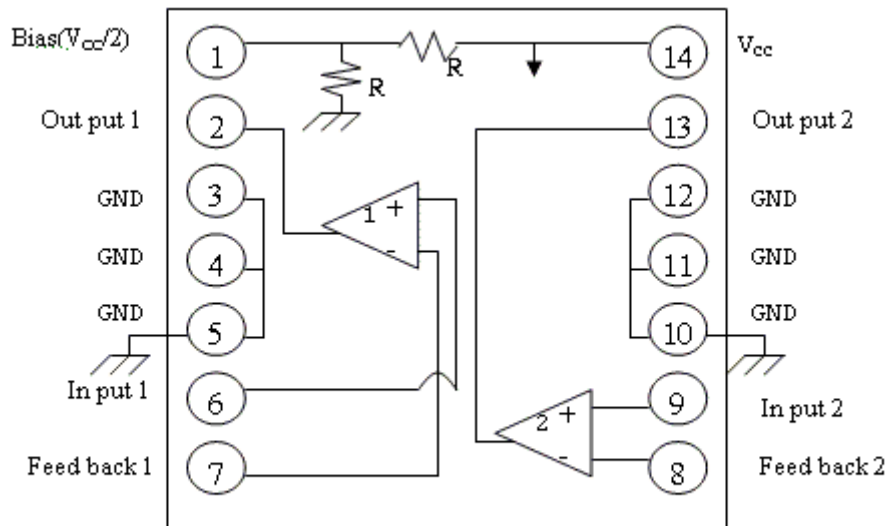 Bias(Vcc/2) 1 R 14 Vcc
R
Out put 1 2 13 Out put 2
GND 3 12 GND
1 +
-
GND 4 11 GND
GND 5 10 GND
In put 1 6 9 In put 2
2 +
-
Feed back 1 7 8 Feed back 2